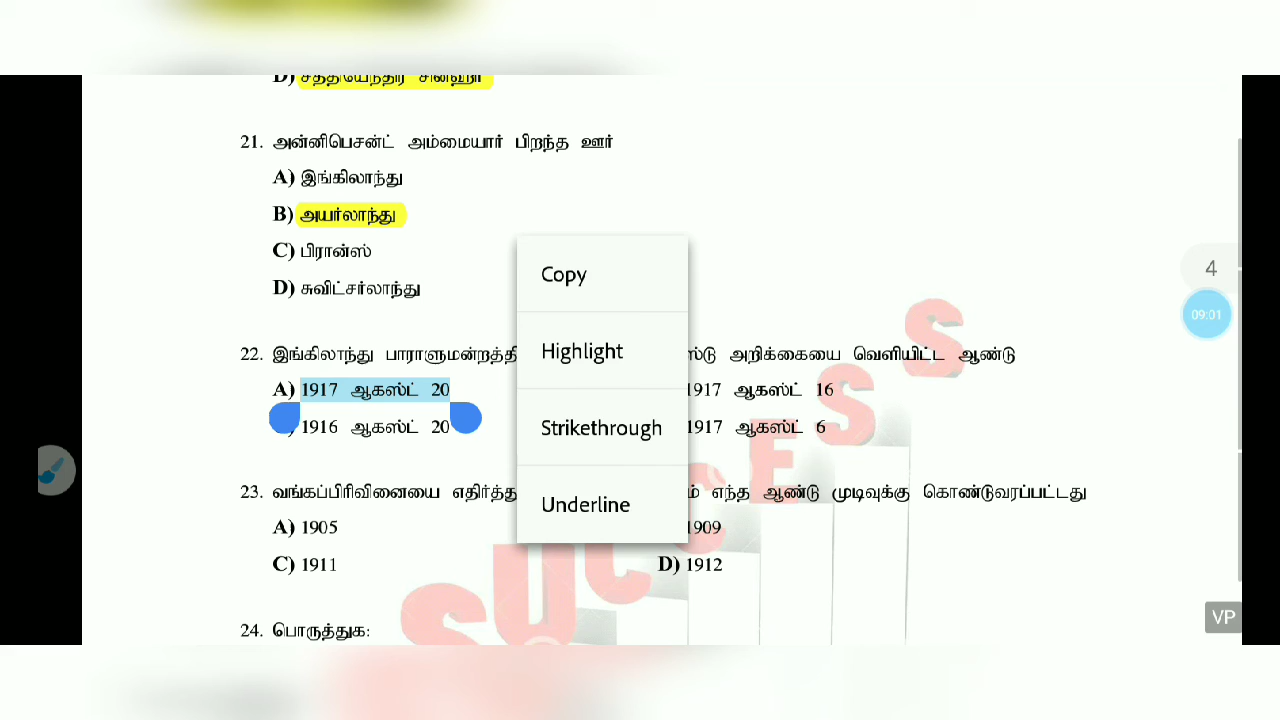 D) சத்தியேந்திர சின்ஹா
21. அன்னிபெசன்ட் அம்மையார் பிறந்த ஊர்
A) இங்கிலாந்து
B) அயர்லாந்து
C) பிரான்ஸ்
D) சுவிட்சர்லாந்து
Copy
4
09:01
22. இங்கிலாந்து பாராளுமன்றத்தி ஸ்டு அறிக்கையை வெளியிட்ட ஆண்டு
Highlight
A) 1917 ஆகஸ்ட் 20 1917 ஆகஸ்ட் 16
1916 ஆகஸ்ட் 20 1917 ஆகஸ்ட் 6
Strikethrough
23. வங்கப்பிரிவினையை எதிர்த்து ம் எந்த ஆண்டு முடிவுக்கு கொண்டுவரப்பட்டது
Underline
A) 1905 1909
C) 1911 D) 1912
24. பொருத்துக:
SUCCESS
VP